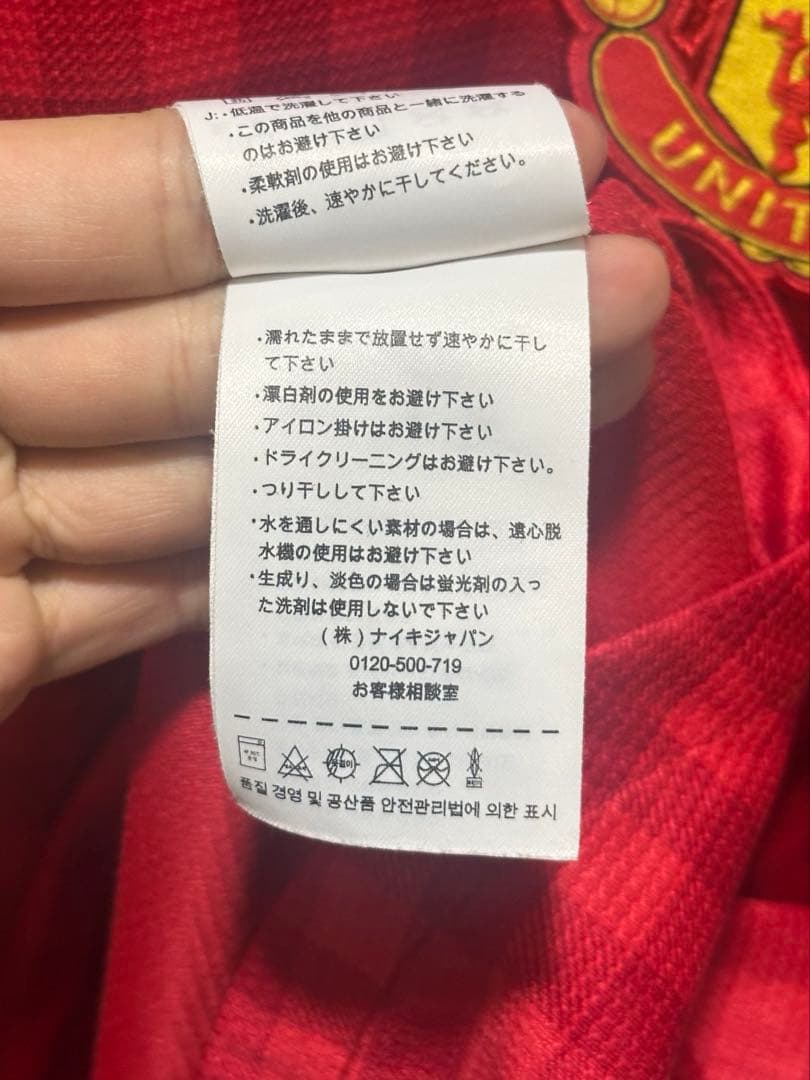 J: ・低温で洗濯して下さい
・この商品を他の商品と一緒に洗濯する
のはお避け下さい
・柔軟剤の使用はお避け下さい
・洗濯後、速やかに干してください。
・濡れたままで放置せず速やかに干し
て下さい
・漂白剤の使用をお避け下さい
・アイロン掛けはお避け下さい
・ドライクリーニングはお避け下さい。
・つり干しして下さい
・水を通しにくい素材の場合は、遠心脱
水機の使用はお避け下さい
・生成り、淡色の場合は蛍光剤の入っ
た洗剤は使用しないで下さい
(株)ナイキジャパン
0120-500-719
お客様相談室
품질 경영 및 공산품 안전관리법에 의한 표시